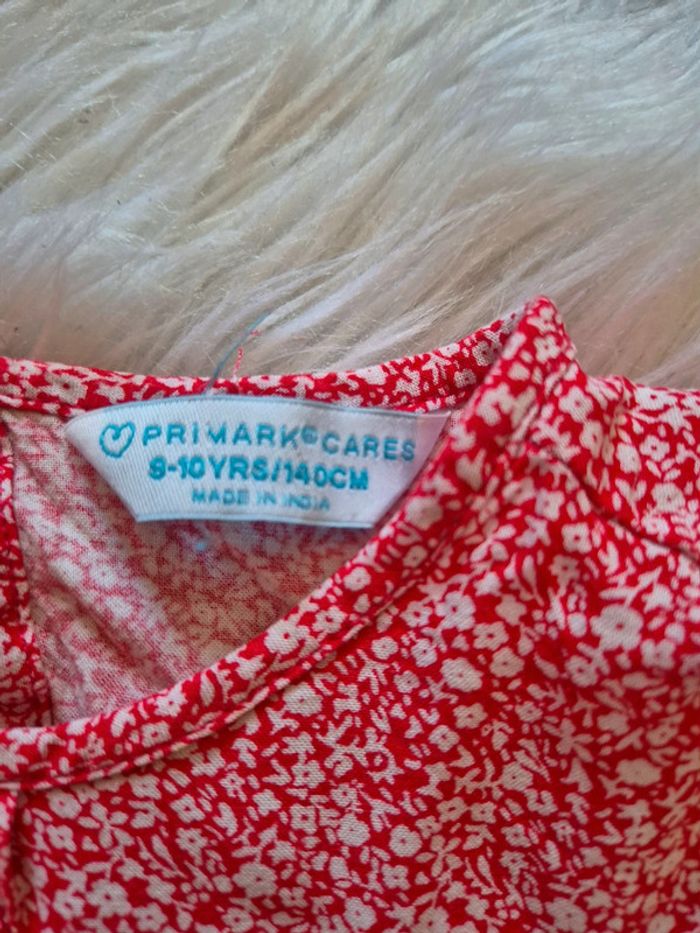 PRIMARK® CARES
9-10YRS/140CM
MADE IN INDIA